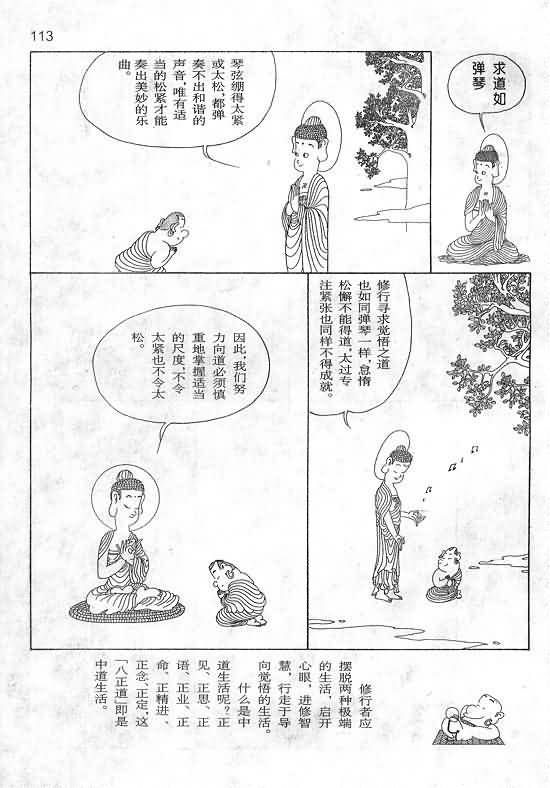 113
求道如
弹琴
琴弦绷得太紧
或太松,都弹
奏不出和谐的
声音,唯有适
当的松紧才能
奏出美妙的乐
曲。
修行寻求觉悟之道
也如同弹琴一样,怠惰
松懈不能得道,太过专
注紧张也同样不得成就。
因此,我们努
力向道必须慎
重地掌握适当
的尺度,不令
太紧也不令太
松。
修行者应
摆脱两种极端
的生活,启开
心眼,进修智
慧,行走于导
向觉悟的生活。
什么是中
道生活呢?正
见、正思、正
语、正业、正
命、正精进、
正念、正定,这
「八正道」即是
中道生活。